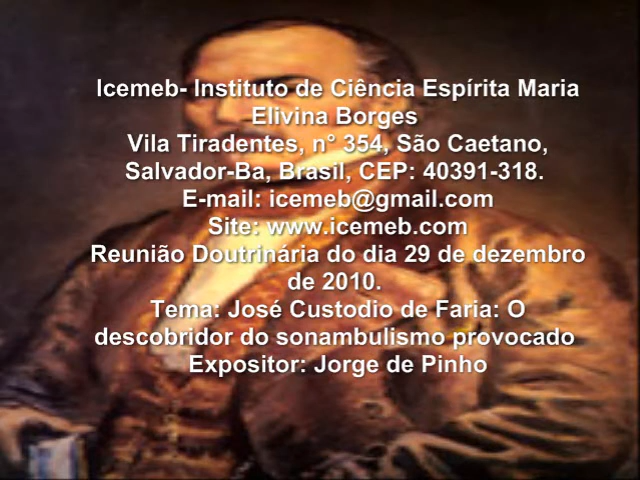 Icemeb- Instituto de Ciência Espírita Maria
Elivina Borges
Vila Tiradentes, n° 354, São Caetano,
Salvador-Ba, Brasil, CEP: 40391-318.
E-mail: icemeb@gmail.com
Site: www.icemeb.com
Reunião Doutrinária do dia 29 de dezembro
de 2010.
Tema: José Custodio de Faria: O
descobridor do sonambulismo provocado
Expositor: Jorge de Pinho